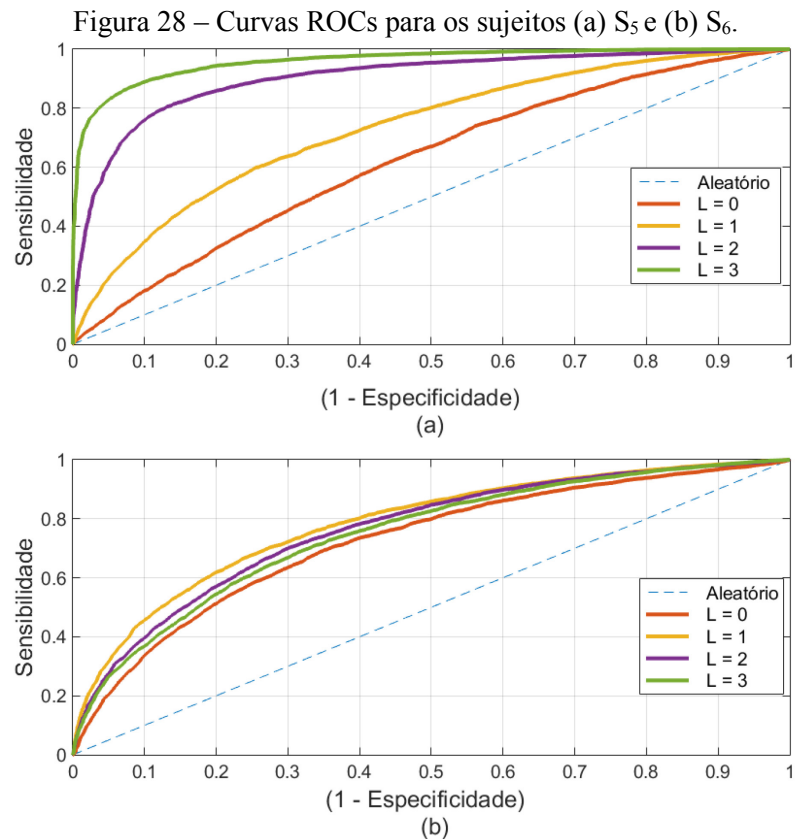 Figura 28 – Curvas ROCs para os sujeitos (a) S₅ e (b) S₆.
1
0.8
0.6
0.4
0.2
0
Sensibilidade
Aleatório
L = 0
L = 1
L = 2
L = 3
0 0.1 0.2 0.3 0.4 0.5 0.6 0.7 0.8 0.9 1
(1 - Especificidade)
(a)
1
0.8
0.6
0.4
0.2
0
Sensibilidade
Aleatório
L = 0
L = 1
L = 2
L = 3
0 0.1 0.2 0.3 0.4 0.5 0.6 0.7 0.8 0.9 1
(1 - Especificidade)
(b)